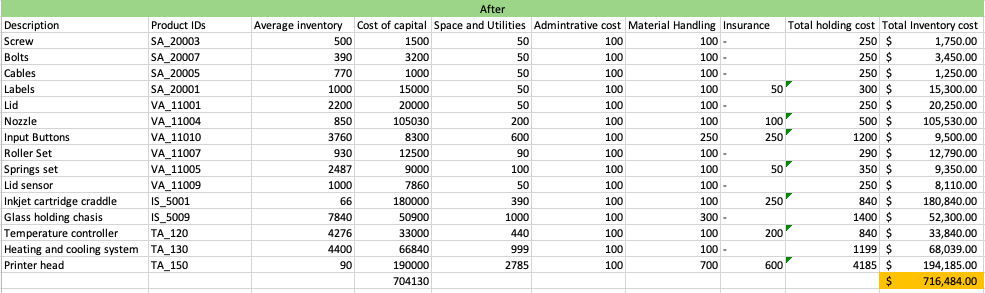 After
Description Product IDs Average inventory Cost of capital Space and Utilities Admintrative cost Material Handling Insurance Total holding cost Total Inventory cost
Screw SA_20003 500 1500 50 100 100 - 250 $ 1,750.00
Bolts SA_20007 390 3200 50 100 100 - 250 $ 3,450.00
Cables SA_20005 770 1000 50 100 100 - 250 $ 1,250.00
Labels SA_20001 1000 15000 50 100 100 50 300 $ 15,300.00
Lid VA_11001 2200 20000 50 100 100 - 250 $ 20,250.00
Nozzle VA_11004 850 105030 200 100 100 100 500 $ 105,530.00
Input Buttons VA_11010 3760 8300 600 100 250 250 1200 $ 9,500.00
Roller Set VA_11007 930 12500 90 100 100 - 290 $ 12,790.00
Springs set VA_11005 2487 9000 100 100 100 50 350 $ 9,350.00
Lid sensor VA_11009 1000 7860 50 100 100 - 250 $ 8,110.00
Inkjet cartridge craddle IS_5001 66 180000 390 100 100 250 840 $ 180,840.00
Glass holding chasis IS_5009 7840 50900 1000 100 300 - 1400 $ 52,300.00
Temperature controller TA_120 4276 33000 440 100 100 200 840 $ 33,840.00
Heating and cooling system TA_130 4400 66840 999 100 100 - 1199 $ 68,039.00
Printer head TA_150 90 190000 2785 100 700 600 4185 $ 194,185.00
704130 $ 716,484.00